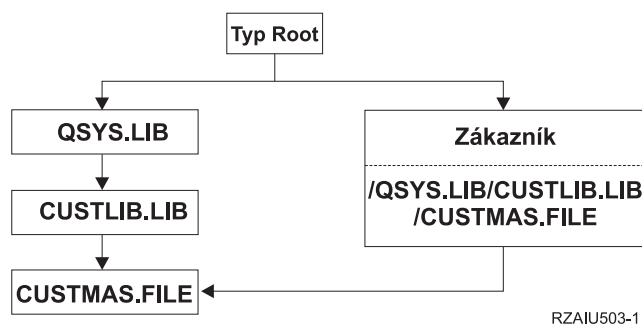 Typ Root
QSYS.LIB
CUSTLIB.LIB
CUSTMAS.FILE
Zákazník
/QSYS.LIB/CUSTLIB.LIB
/CUSTMAS.FILE
RZAIU503-1